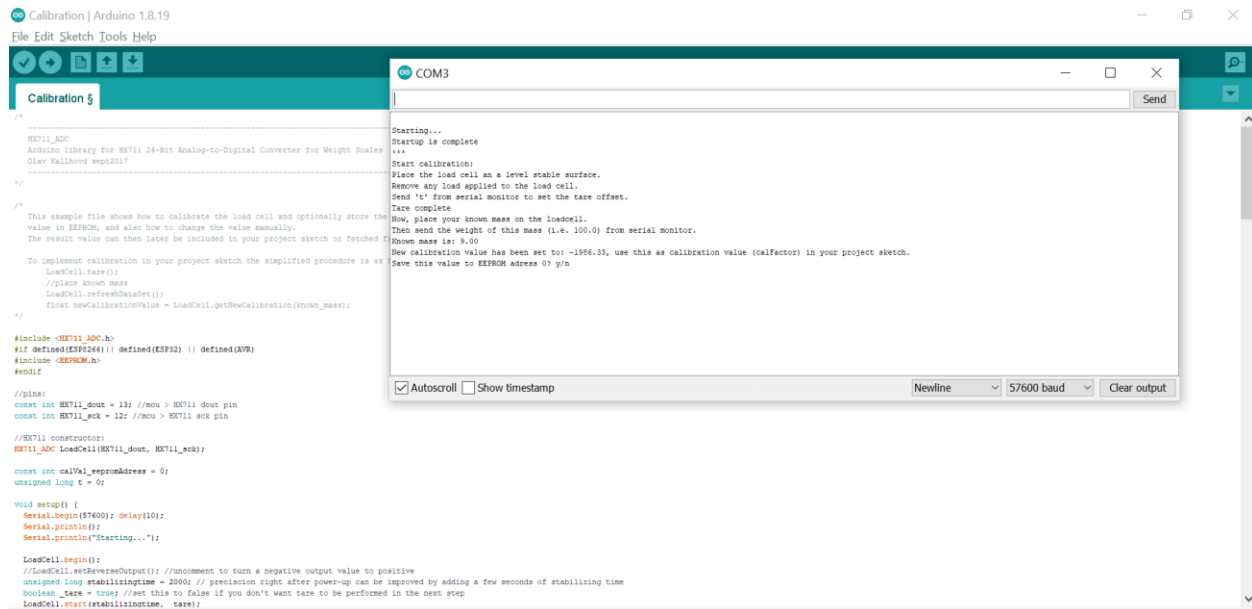 Calibration | Arduino 1.8.19
File Edit Sketch Tools Help
Calibration §
/*
-------------------------------------------------------------------------------------
HX711_ADC
Arduino library for HX711 24-Bit Analog-to-Digital Converter for Weight Scales
Olav Kallhovd sept2017
-------------------------------------------------------------------------------------
*/
/*
This example file shows how to calibrate the load cell and optionally store the
value in EEPROM, and also how to change the value manually.
The result value can then later be included in your project sketch or fetched
To implement calibration in your project sketch the simplified procedure is as
LoadCell.tare();
//place known mass
LoadCell.refreshDataSet();
float newCalibrationValue = LoadCell.getNewCalibration(known_mass);
*/
#include <HX711_ADC.h>
#if defined(ESP8266)|| defined(ESP32) || defined(AVR)
#include <EEPROM.h>
#endif
//pins:
const int HX711_dout = 13; //mcu > HX711 dout pin
const int HX711_sck = 12; //mcu > HX711 sck pin
//HX711 constructor:
HX711_ADC LoadCell(HX711_dout, HX711_sck);
const int calVal_eepromAdress = 0;
unsigned long t = 0;
void setup() {
Serial.begin(57600); delay(10);
Serial.println();
Serial.println("Starting...");
LoadCell.begin();
//LoadCell.setReverseOutput(); //uncomment to turn a negative output value to positive
unsigned long stabilizingtime = 2000; // preciscion right after power-up can be improved by adding a few seconds of stabilizing time
boolean _tare = true; //set this to false if you don't want tare to be performed in the next step
LoadCell.start(stabilizingtime, _tare);
COM3
Send
Starting...
Startup is complete
***
Start calibration:
Place the load cell an a level stable surface.
Remove any load applied to the load cell.
Send 't' from serial monitor to set the tare offset.
Tare complete
Now, place your known mass on the loadcell.
Then send the weight of this mass (i.e. 100.0) from serial monitor.
Known mass is: 9.00
New calibration value has been set to: -1986.33, use this as calibration value (calFactor) in your project sketch.
Save this value to EEPROM adress 0? y/n
Autoscroll Show timestamp Newline 57600 baud Clear output